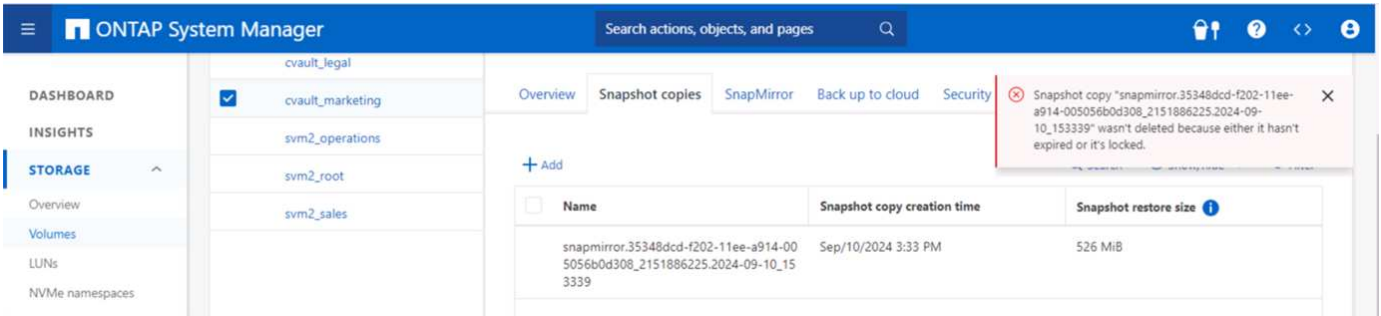 ONTAP System Manager
Search actions, objects, and pages
DASHBOARD
INSIGHTS
STORAGE
Overview
Volumes
LUNs
NVMe namespaces
cvault_legal
cvault_marketing
svm2_operations
svm2_root
svm2_sales
Overview Snapshot copies SnapMirror Back up to cloud Security
Snapshot copy "snapmirror.35348dcd-f202-11ee-
a914-005056b0d308_2151886225.2024-09-
10_153339" wasn't deleted because either it hasn't
expired or it's locked.
Add
Name Snapshot copy creation time Snapshot restore size
snapmirror.35348dcd-f202-11ee-a914-00 Sep/10/2024 3:33 PM 526 MiB
5056b0d308_2151886225.2024-09-10_15
3339